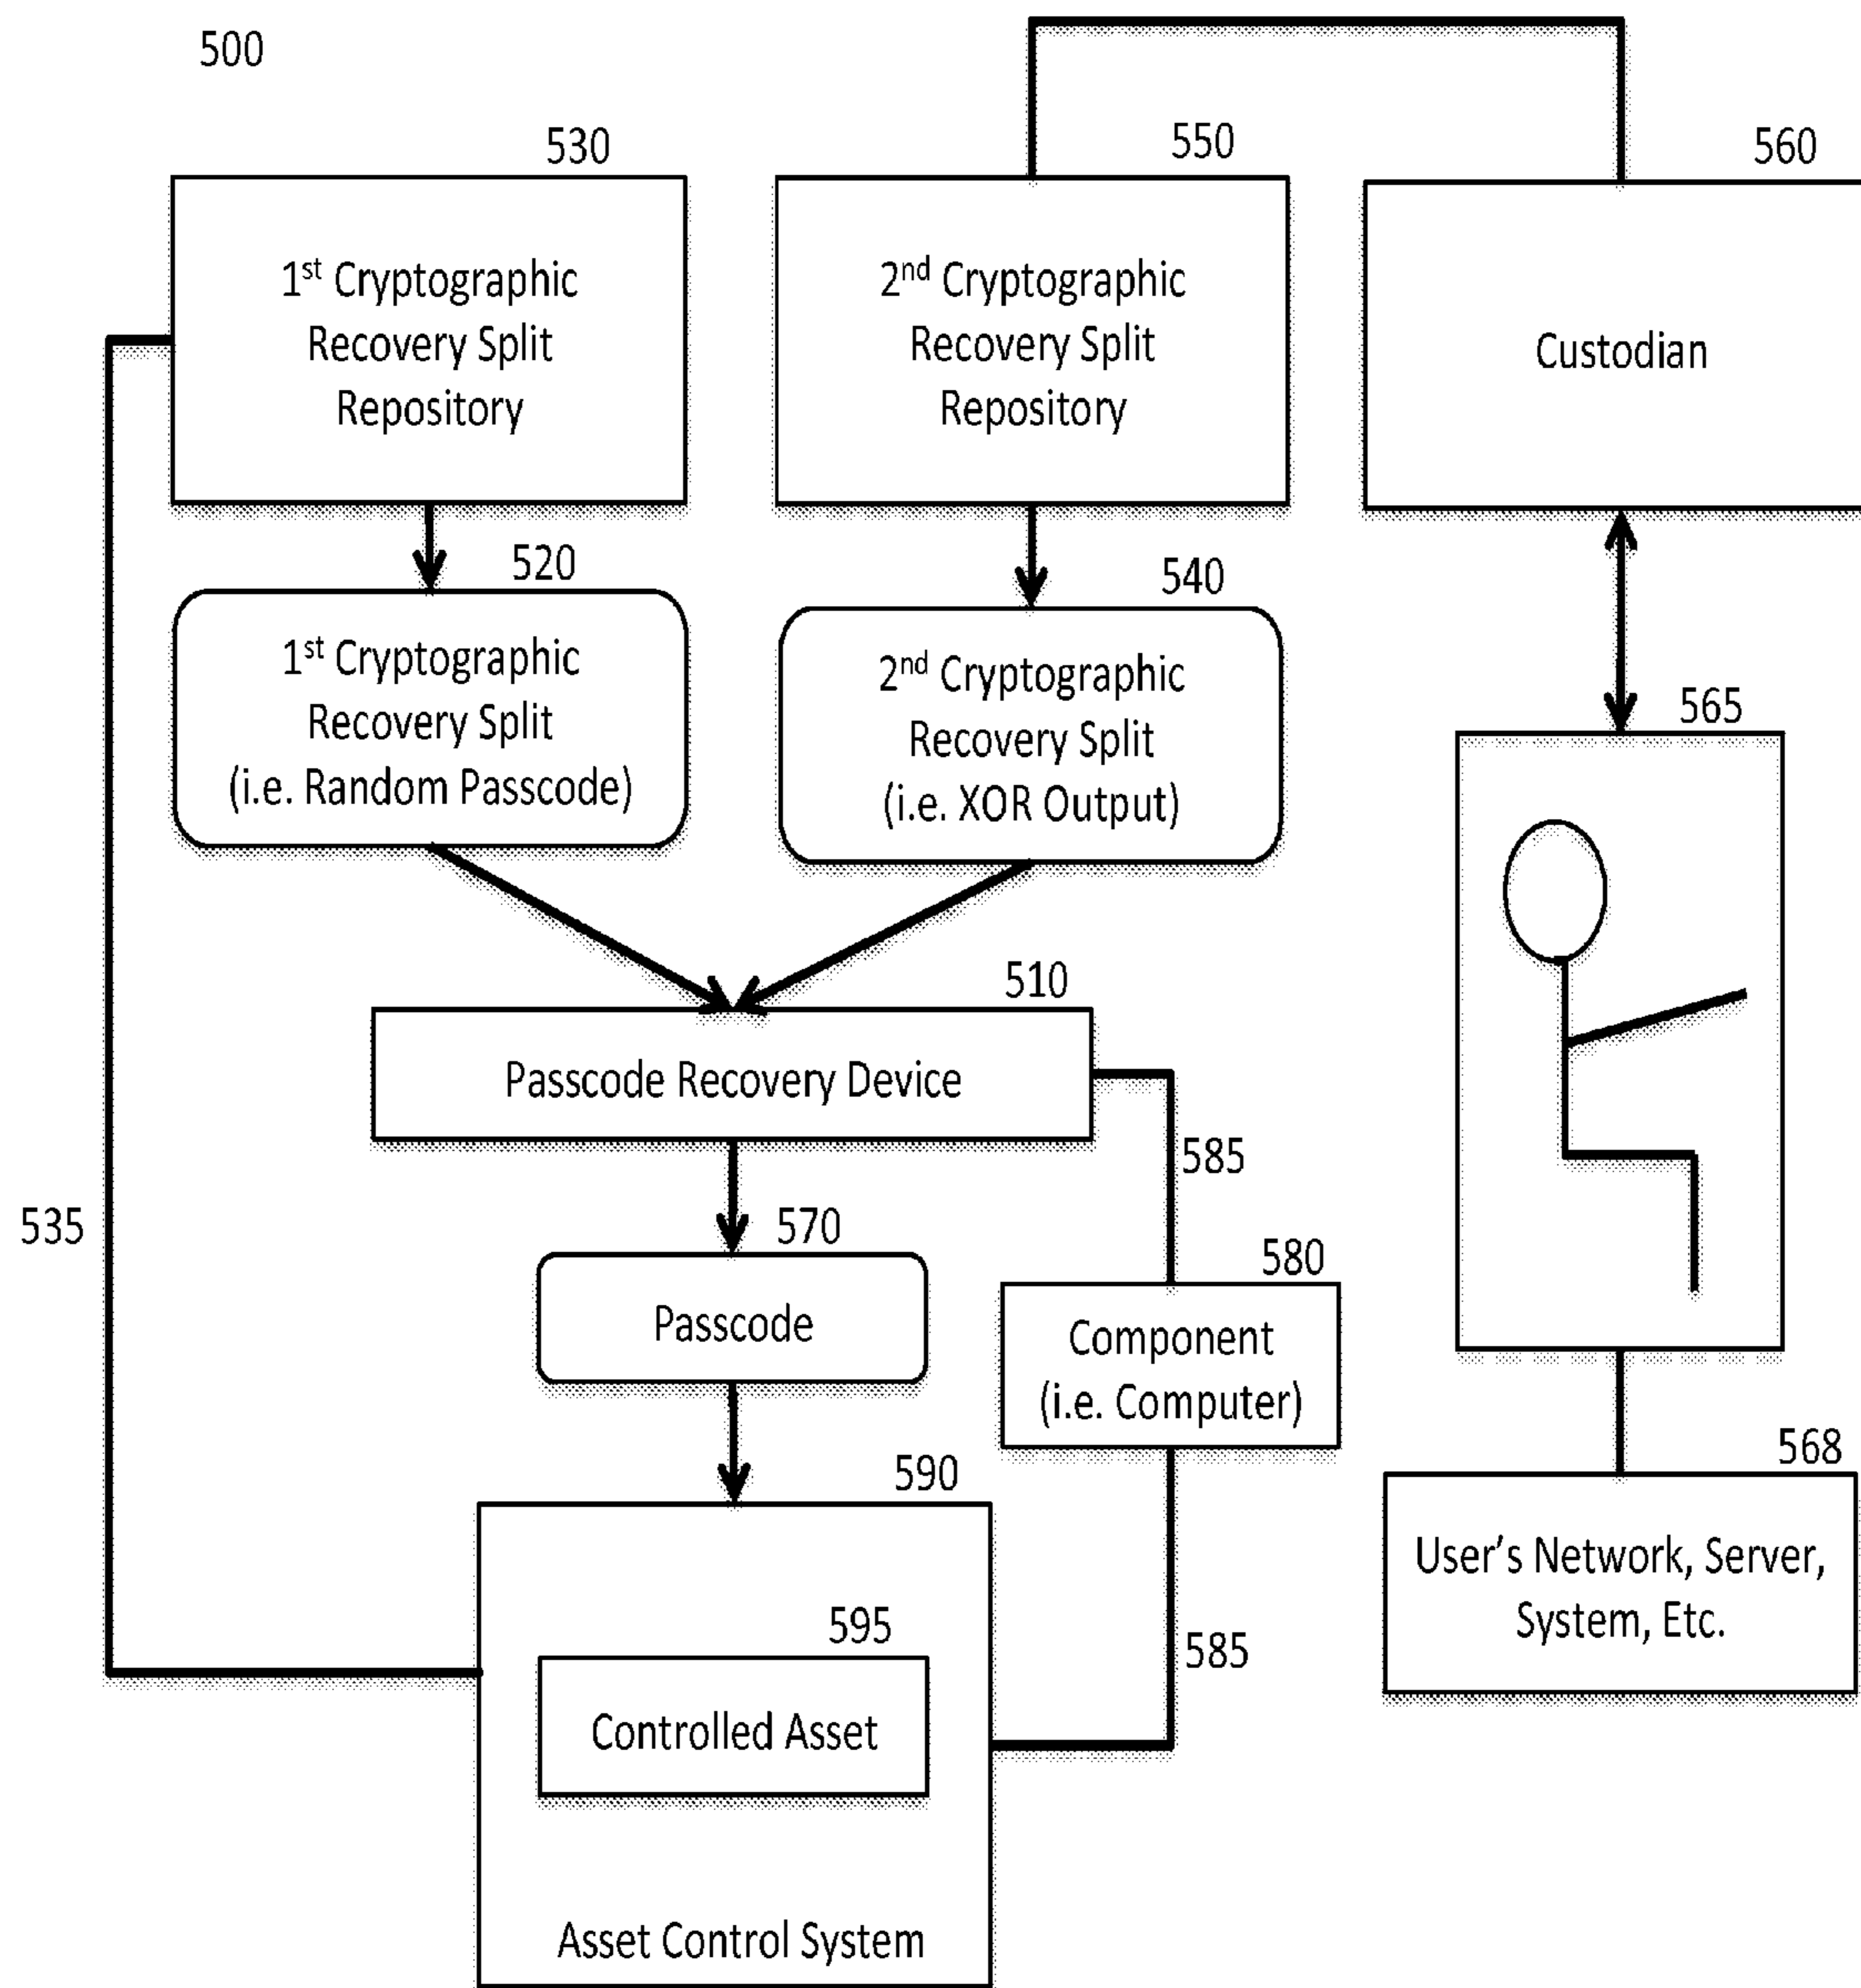 500
530
550
560
1st Cryptographic
Recovery Split
Repository
2nd Cryptographic
Recovery Split
Repository
Custodian
520
540
565
1st Cryptographic
Recovery Split
(i.e. Random Passcode)
2nd Cryptographic
Recovery Split
(i.e. XOR Output)
510
Passcode Recovery Device
585
535
570
580
Passcode
Component
(i.e. Computer)
590
568
User's Network, Server,
System, Etc.
595
585
Controlled Asset
Asset Control System